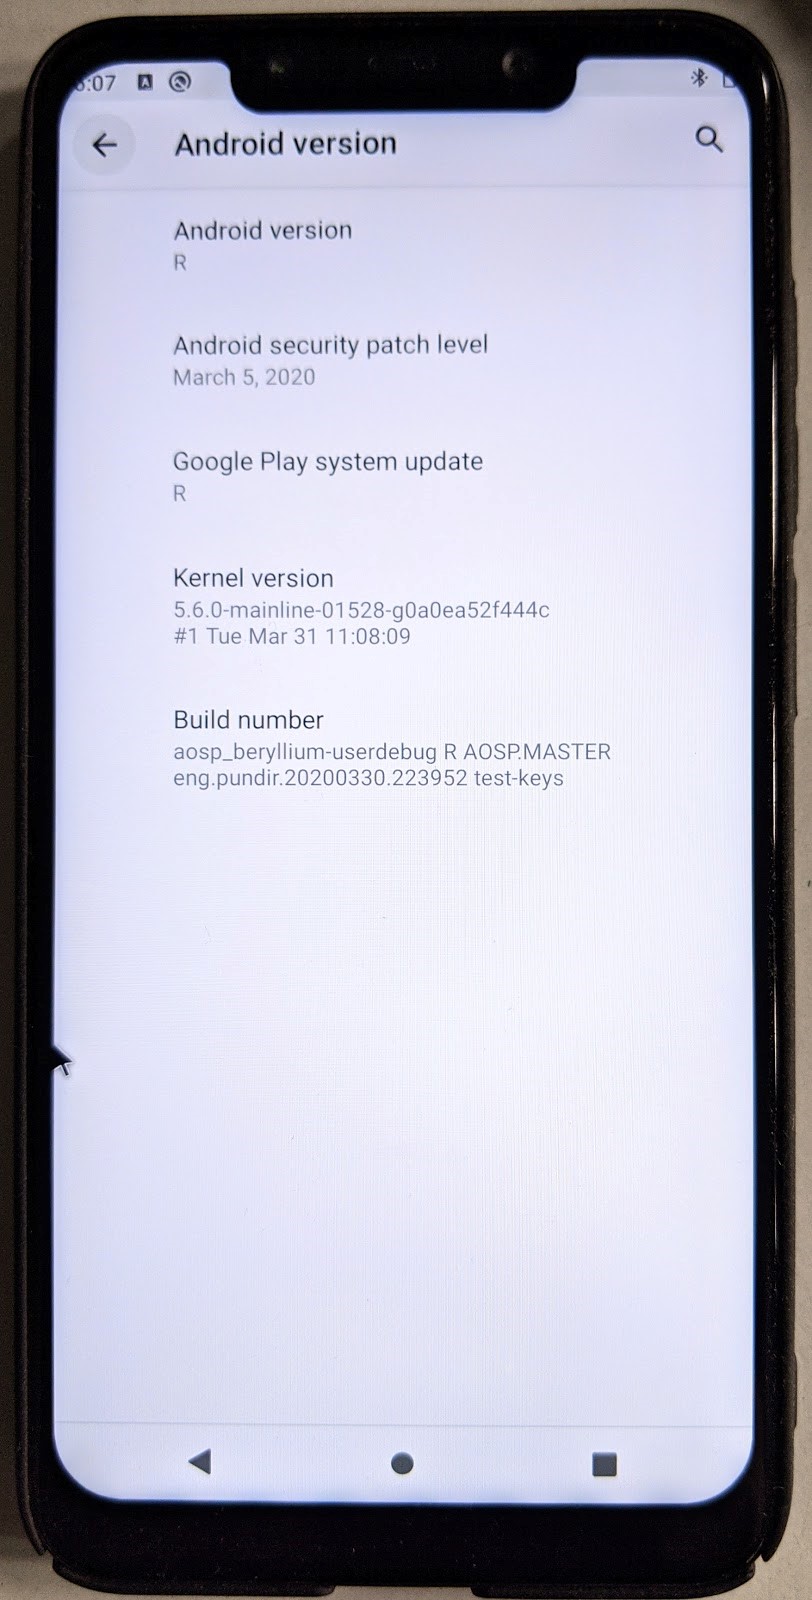 :07
Android version
Android version
R
Android security patch level
March 5, 2020
Google Play system update
R
Kernel version
5.6.0-mainline-01528-g0a0ea52f444c
#1 Tue Mar 31 11:08:09
Build number
aosp_beryllium-userdebug R AOSP.MASTER
eng.pundir.20200330.223952 test-keys